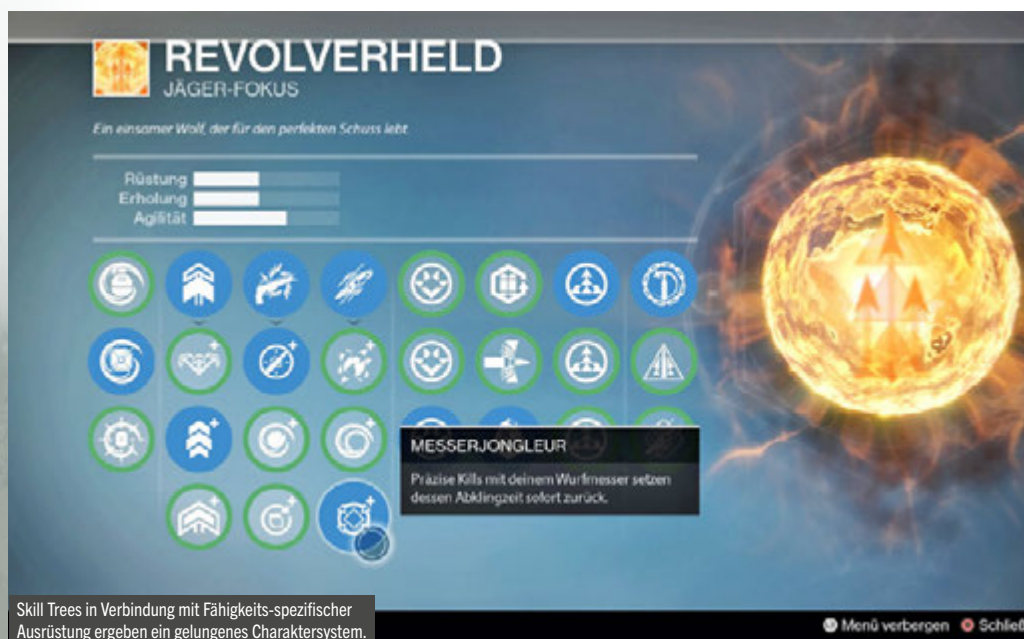 REVOLVERHELD
JÄGER-FOKUS
Ein einsamer Wolf, der für den perfekten Schuss lebt.
Rüstung
Erholung
Agilität
MESSERJONGLEUR
Präzise Kills mit deinem Wurfmesser setzen
dessen Abklingzeit sofort zurück.
Skill Trees in Verbindung mit Fähigkeits-spezifischer
Ausrüstung ergeben ein gelungenes Charaktersystem.
Menü verbergen Schließ